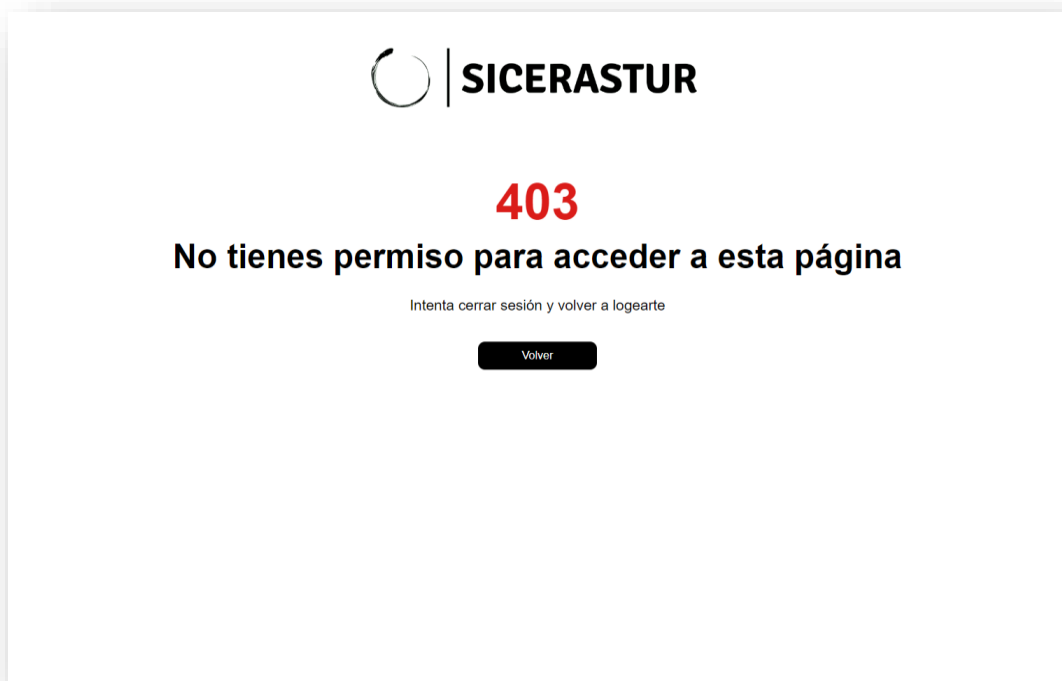 SICERASTUR
403
No tienes permiso para acceder a esta página
Intenta cerrar sesión y volver a logearte
Volver